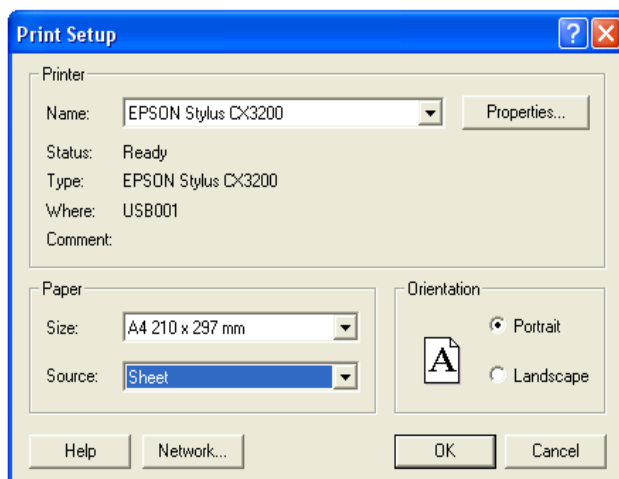 Print Setup
Printer
Name: EPSON Stylus CX3200 Properties...
Status: Ready
Type: EPSON Stylus CX3200
Where: USB001
Comment:
Paper
Size: A4 210 x 297 mm
Source: Sheet
Orientation
A
Portrait
Landscape
Help Network... OK Cancel